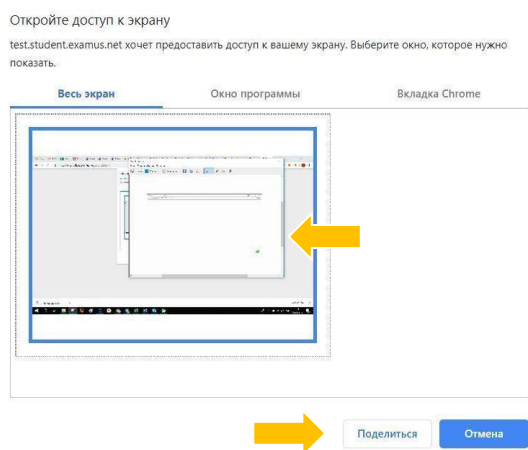 Откройте доступ к экрану
test.student.examus.net хочет предоставить доступ к вашему экрану. Выберите окно, которое нужно
показать.
Весь экран Окно программы Вкладка Chrome
Поделиться Отмена